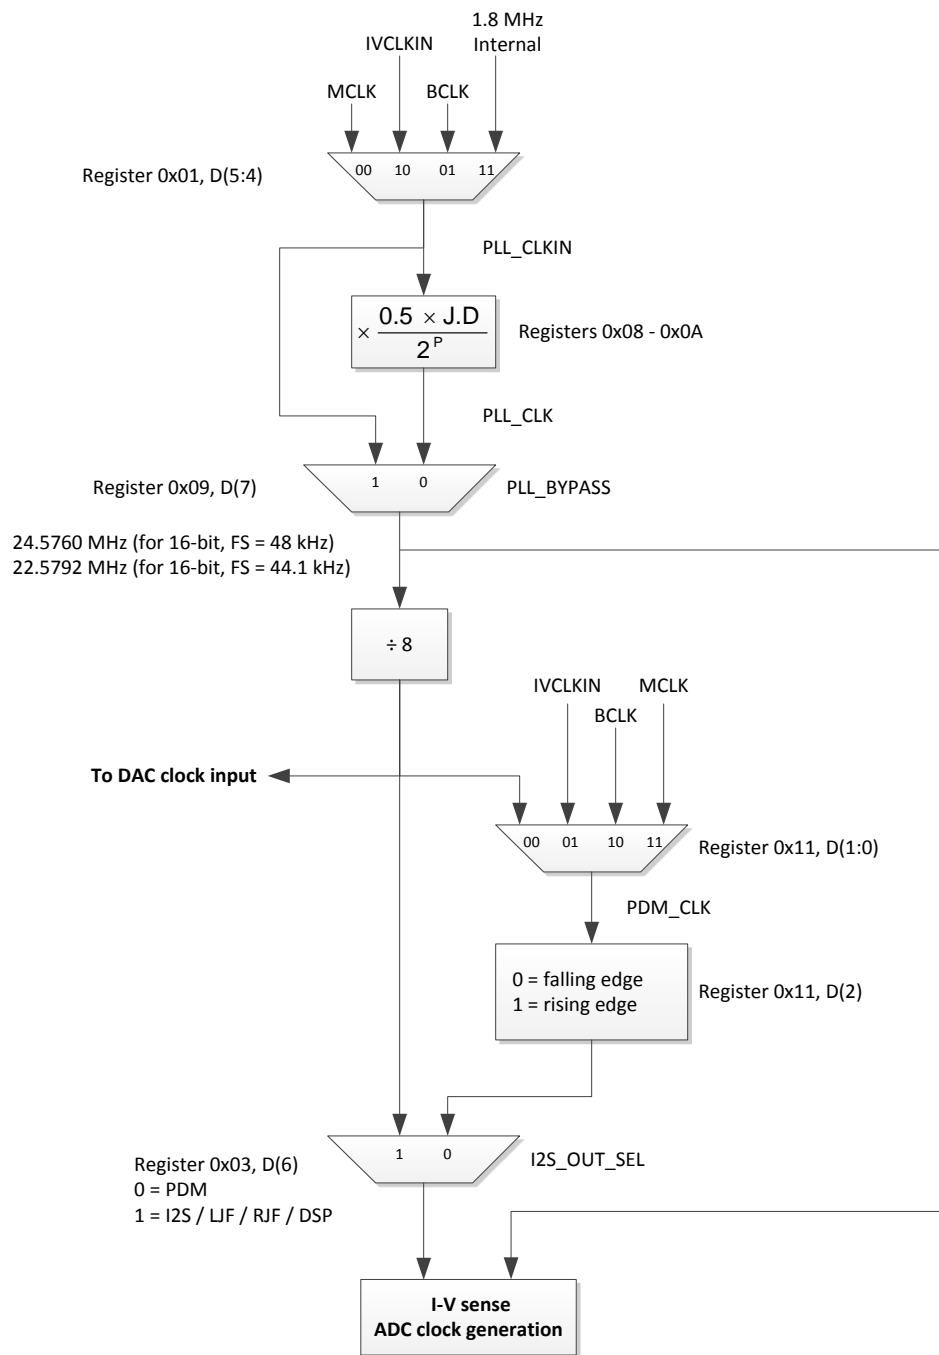 1.8 MHz
Internal
IVCLKIN
MCLK
BCLK
00 10 01 11
Register 0x01, D(5:4)
PLL_CLKIN
× 0.5 × J.D
2^P
Registers 0x08 - 0x0A
PLL_CLK
1 0
Register 0x09, D(7)
PLL_BYPASS
24.5760 MHz (for 16-bit, FS = 48 kHz)
22.5792 MHz (for 16-bit, FS = 44.1 kHz)
÷ 8
IVCLKIN
MCLK
BCLK
To DAC clock input
00 01 10 11
Register 0x11, D(1:0)
PDM_CLK
0 = falling edge
1 = rising edge
Register 0x11, D(2)
1 0
I2S_OUT_SEL
Register 0x03, D(6)
0 = PDM
1 = I2S / LJF / RJF / DSP
I-V sense
ADC clock generation